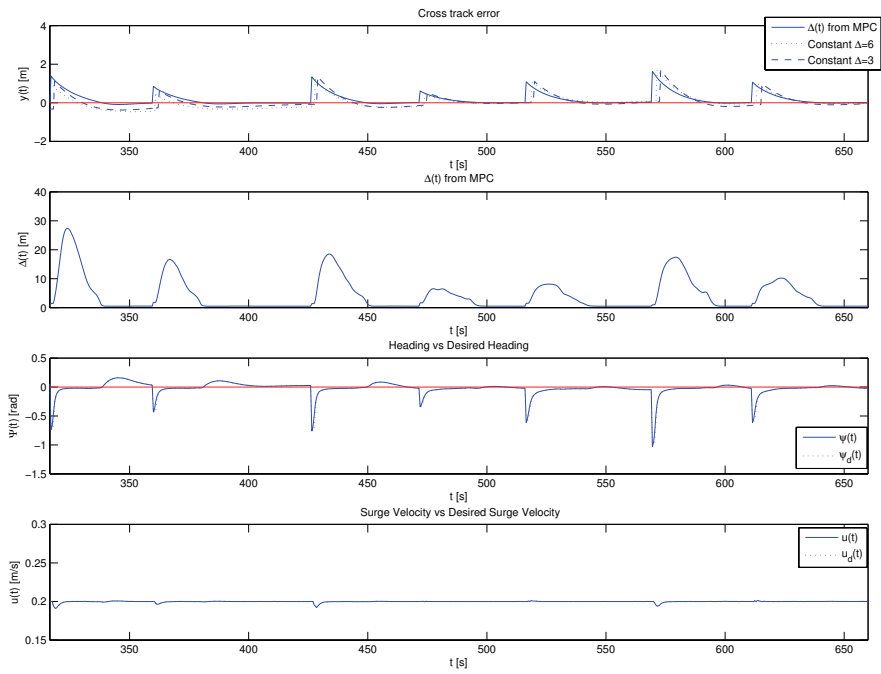 Cross track error
Δ(t) from MPC
Constant Δ=6
Constant Δ=3
4
2
0
−2
y(t) [m]
350
400
450
500
550
600
650
t [s]
Δ(t) from MPC
40
30
20
10
0
Δ(t) [m]
350
400
450
500
550
600
650
t [s]
Heading vs Desired Heading
0.5
0
−0.5
−1
−1.5
Ψ(t) [rad]
ψ(t)
ψd(t)
350
400
450
500
550
600
650
t [s]
Surge Velocity vs Desired Surge Velocity
0.3
0.25
0.2
0.15
u(t) [m/s]
u(t)
ud(t)
350
400
450
500
550
600
650
t [s]